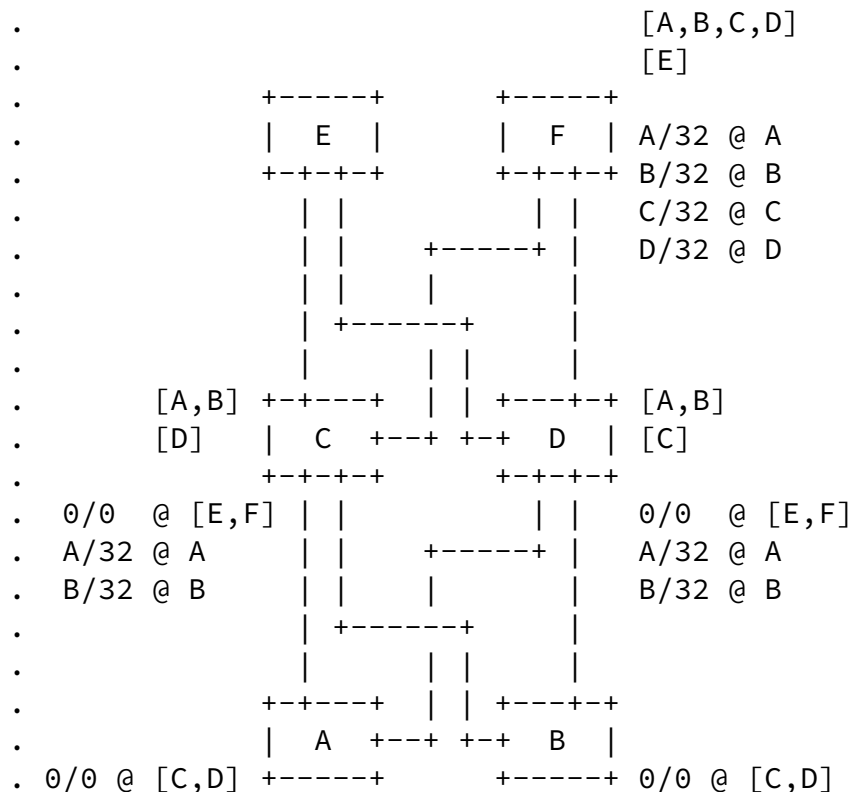 .                                  [A,B,C,D]
.                                  [E]
.             +-----+      +-----+
.             |  E  |      |  F  | A/32 @ A
.             +-+-+-+      +-+-+-+ B/32 @ B
.               | |          | |   C/32 @ C
.               | |    +-----+ |   D/32 @ D
.               | |    |       |
.               | +------+     |
.               |      | |     |
.       [A,B] +-+---+  | | +---+-+ [A,B]
.       [D]   |  C  +--+ +-+  D  | [C]
.             +-+-+-+      +-+-+-+
.  0/0  @ [E,F] | |          | |   0/0  @ [E,F]
.  A/32 @ A     | |    +-----+ |   A/32 @ A
.  B/32 @ B     | |    |       |   B/32 @ B
.               | +------+     |
.               |      | |     |
.             +-+---+  | | +---+-+
.             |  A  +--+ +-+  B  |
. 0/0 @ [C,D] +-----+      +-----+ 0/0 @ [C,D]